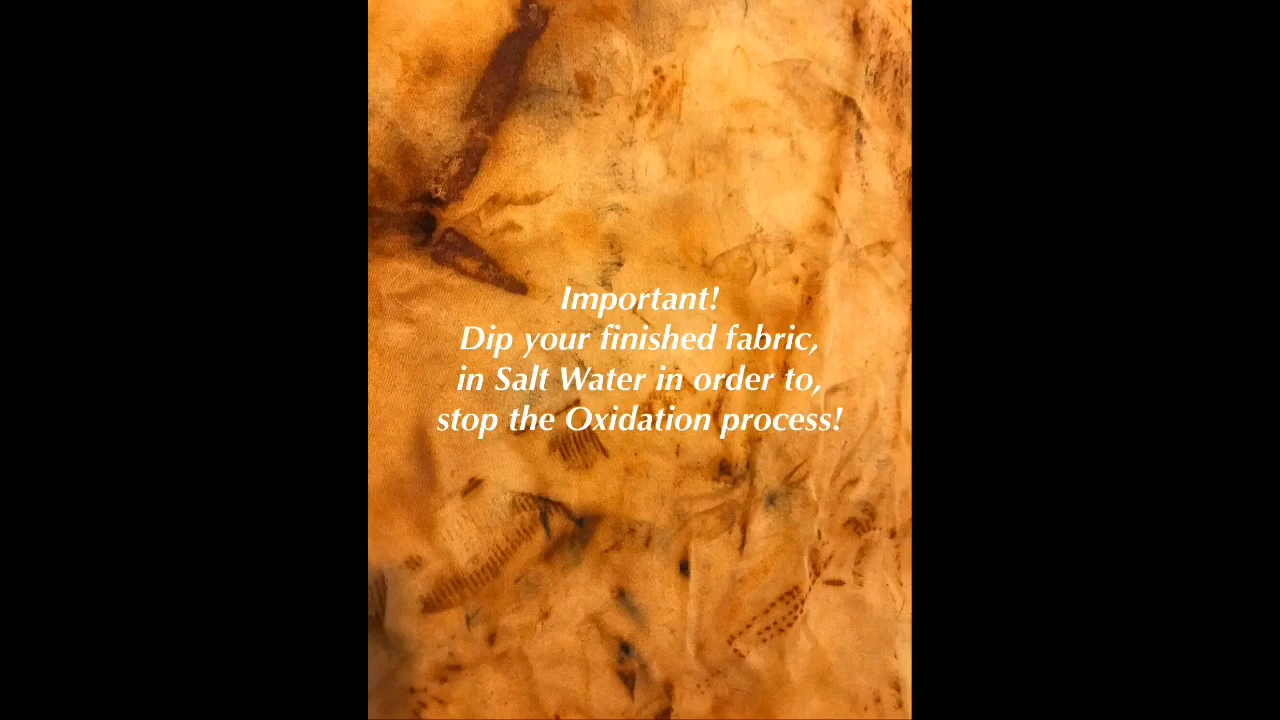 Important!
Dip your finished fabric,
in Salt Water in order to,
stop the Oxidation process!